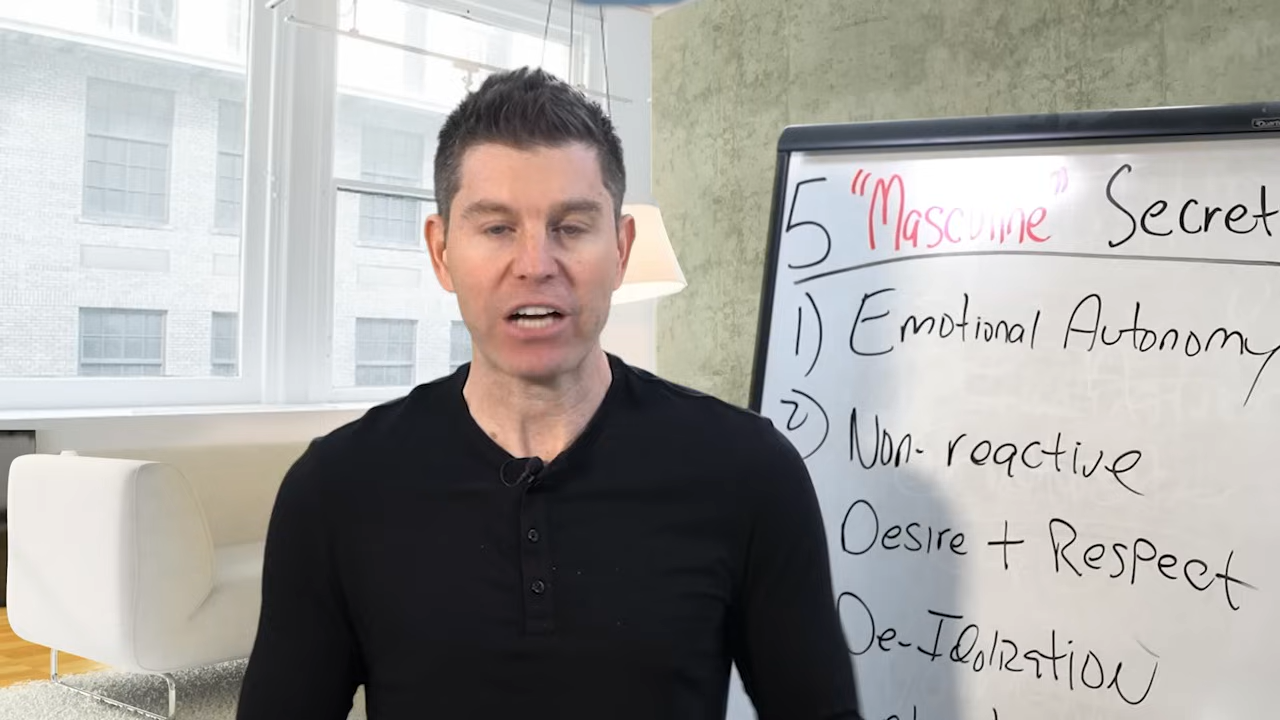 5 "Masculine" Secret
1) Emotional Autonomy
2) Non-reactive
Desire + Respect
De-Idolization